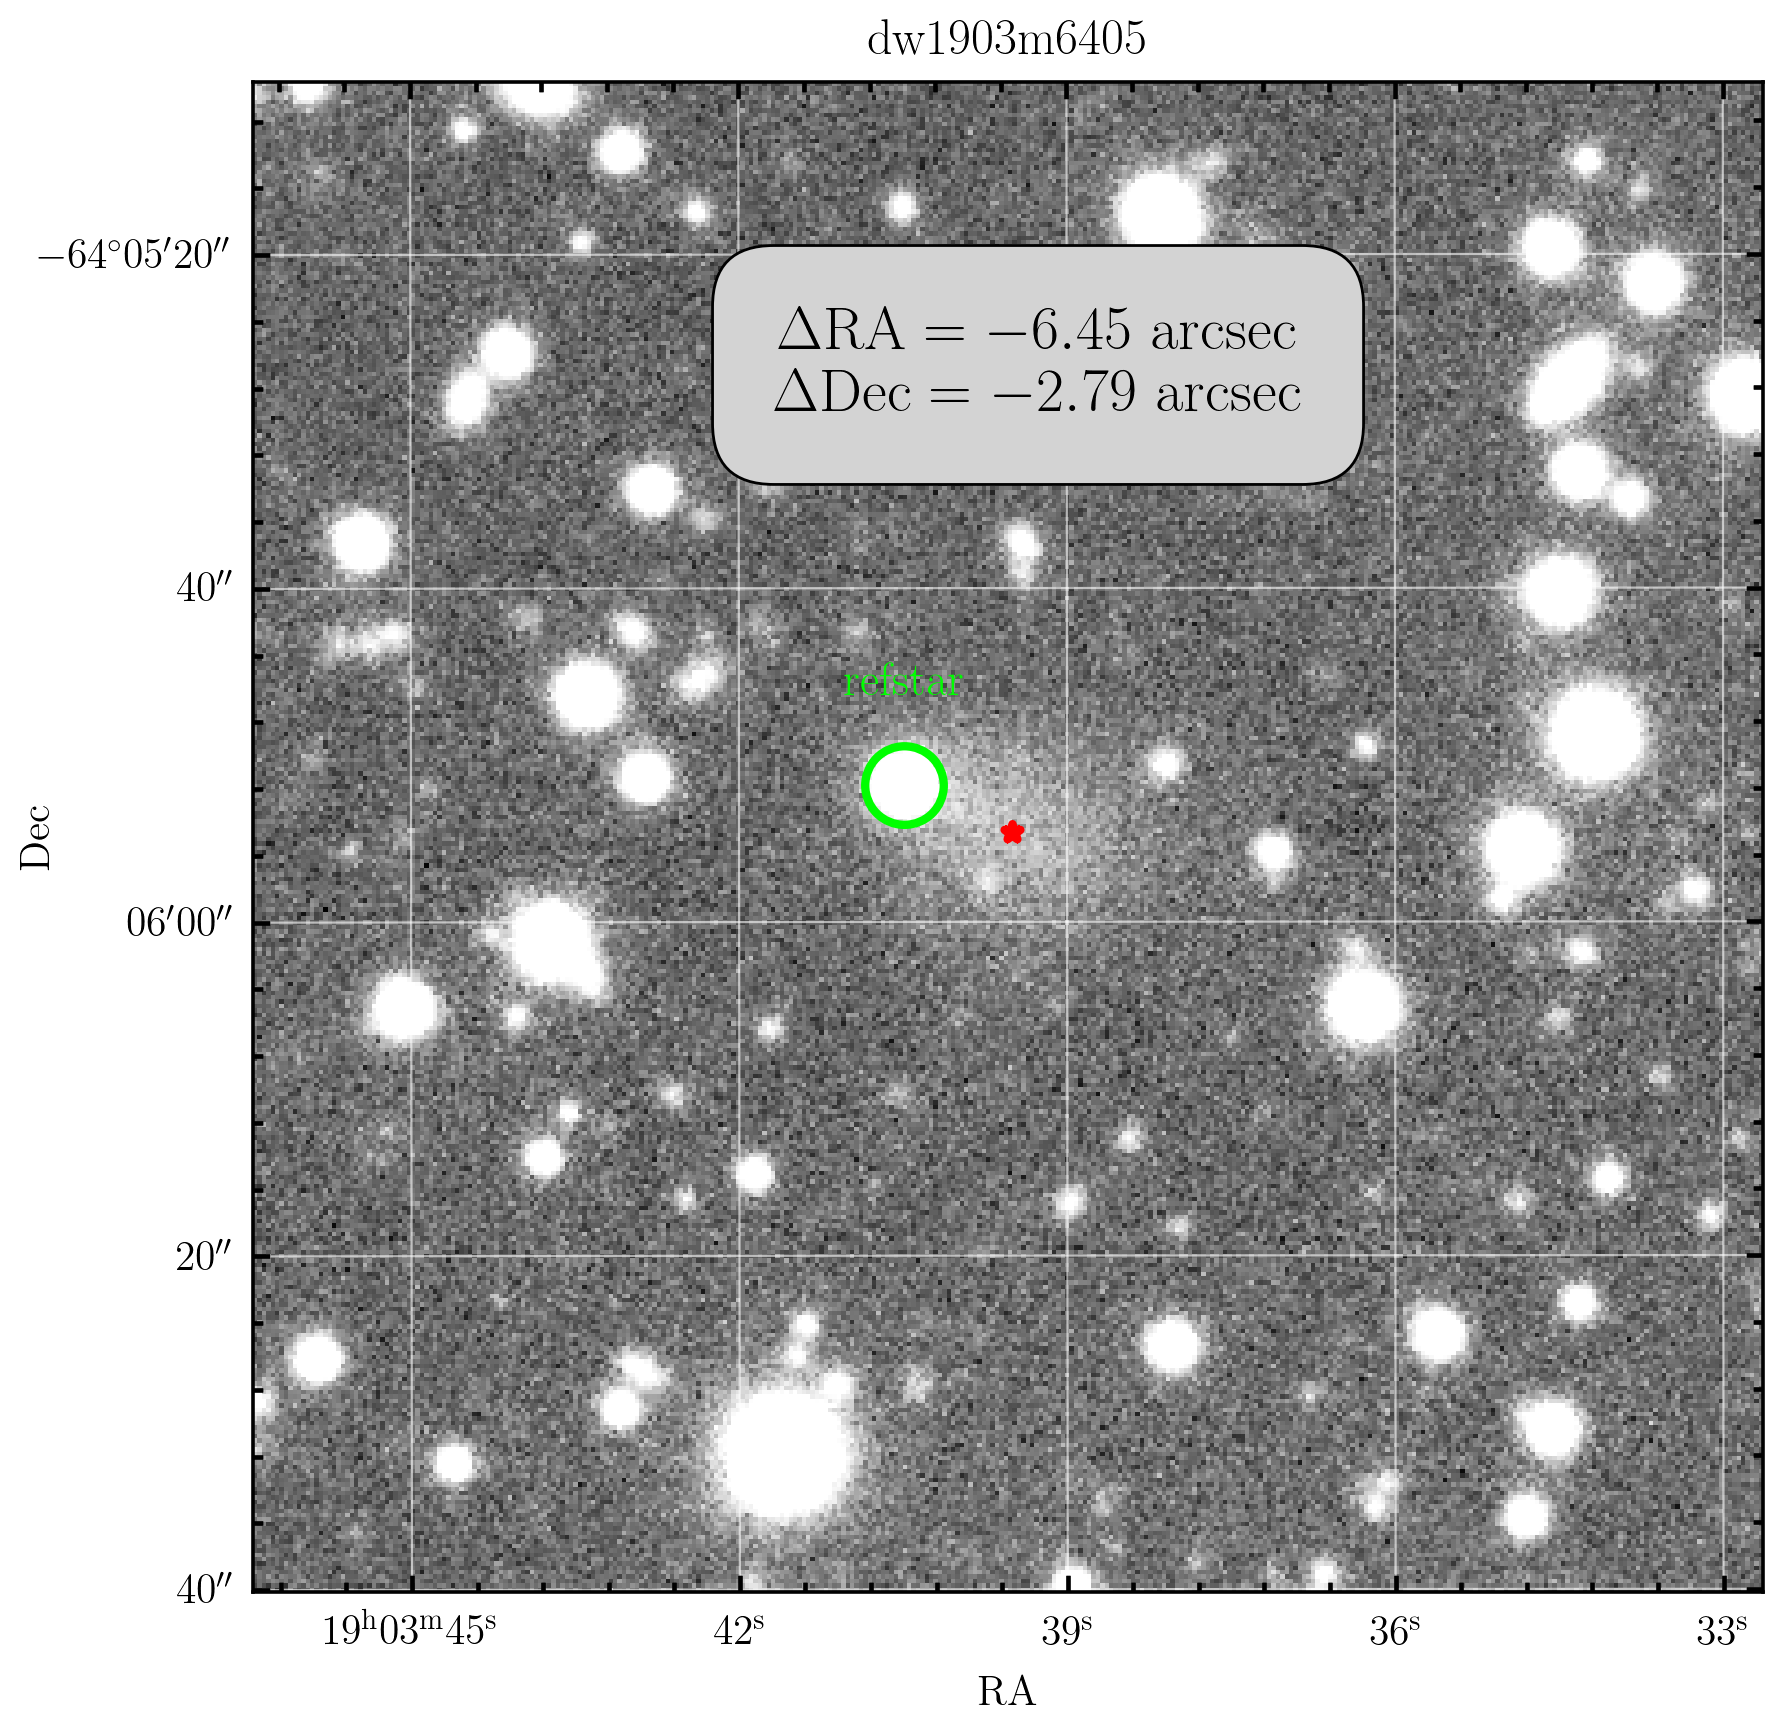 dw1903m6405
−64°05′20″
ΔRA = −6.45 arcsec
ΔDec = −2.79 arcsec
40″
refstar
Dec
06′00″
20″
40″
19ʰ03ᵐ45ˢ 42ˢ 39ˢ 36ˢ 33ˢ
RA